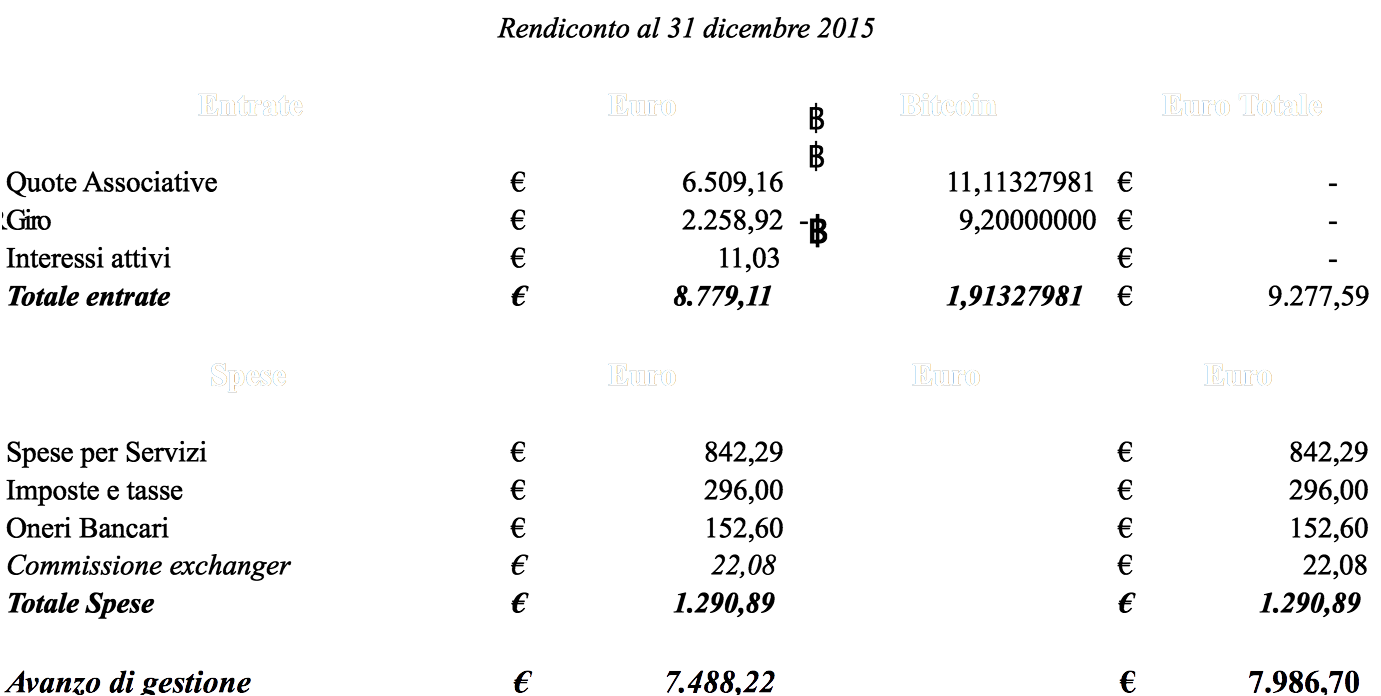 Rendiconto al 31 dicembre 2015
Entrate Euro Bitcoin Euro Totale
฿
฿
Quote Associative € 6.509,16 11,11327981 € -
Giro € 2.258,92 -฿ 9,20000000 € -
Interessi attivi € 11,03 € -
Totale entrate € 8.779,11 1,91327981 € 9.277,59
Spese Euro Euro Euro
Spese per Servizi € 842,29 € 842,29
Imposte e tasse € 296,00 € 296,00
Oneri Bancari € 152,60 € 152,60
Commissione exchanger € 22,08 € 22,08
Totale Spese € 1.290,89 € 1.290,89
Avanzo di gestione € 7.488,22 € 7.986,70